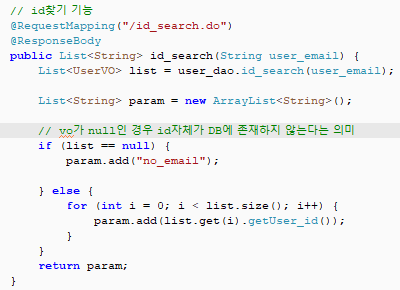 // id찾기 기능
@RequestMapping("/id_search.do")
@ResponseBody
public List<String> id_search(String user_email) {
    List<UserVO> list = user_dao.id_search(user_email);

    List<String> param = new ArrayList<String>();

    // vo가 null인 경우 id자체가 DB에 존재하지 않는다는 의미
    if (list == null) {
        param.add("no_email");

    } else {
        for (int i = 0; i < list.size(); i++) {
            param.add(list.get(i).getUser_id());
        }
    }
    return param;
}